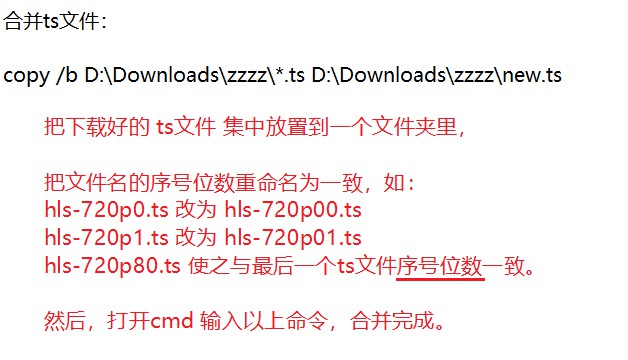 合并ts文件：
copy /b D:\Downloads\zzzz\*.ts D:\Downloads\zzzz\new.ts
把下载好的 ts文件 集中放置到一个文件夹里，
把文件名的序号位数重命名为一致，如：
hls-720p0.ts 改为 hls-720p00.ts
hls-720p1.ts 改为 hls-720p01.ts
hls-720p80.ts 使之与最后一个ts文件序号位数一致。
然后，打开cmd 输入以上命令，合并完成。